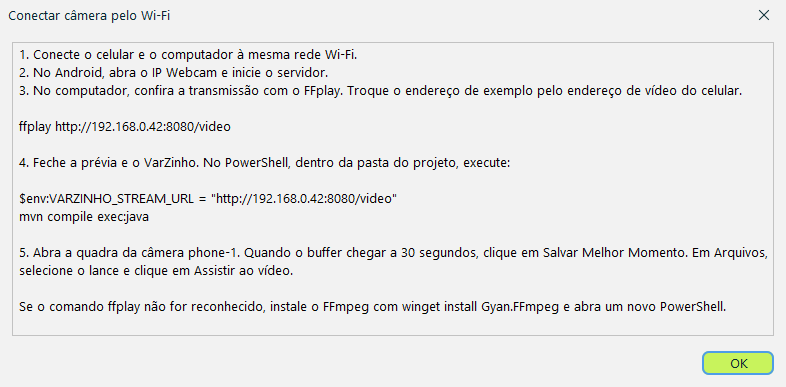 Conectar câmera pelo Wi-Fi
1. Conecte o celular e o computador à mesma rede Wi-Fi.
2. No Android, abra o IP Webcam e inicie o servidor.
3. No computador, confira a transmissão com o FFplay. Troque o endereço de exemplo pelo endereço de vídeo do celular.
ffplay http://192.168.0.42:8080/video
4. Feche a prévia e o VarZinho. No PowerShell, dentro da pasta do projeto, execute:
$env:VARZINHO_STREAM_URL = "http://192.168.0.42:8080/video"
mvn compile exec:java
5. Abra a quadra da câmera phone-1. Quando o buffer chegar a 30 segundos, clique em Salvar Melhor Momento. Em Arquivos,
selecione o lance e clique em Assistir ao vídeo.
Se o comando ffplay não for reconhecido, instale o FFmpeg com winget install Gyan.FFmpeg e abra um novo PowerShell.
OK